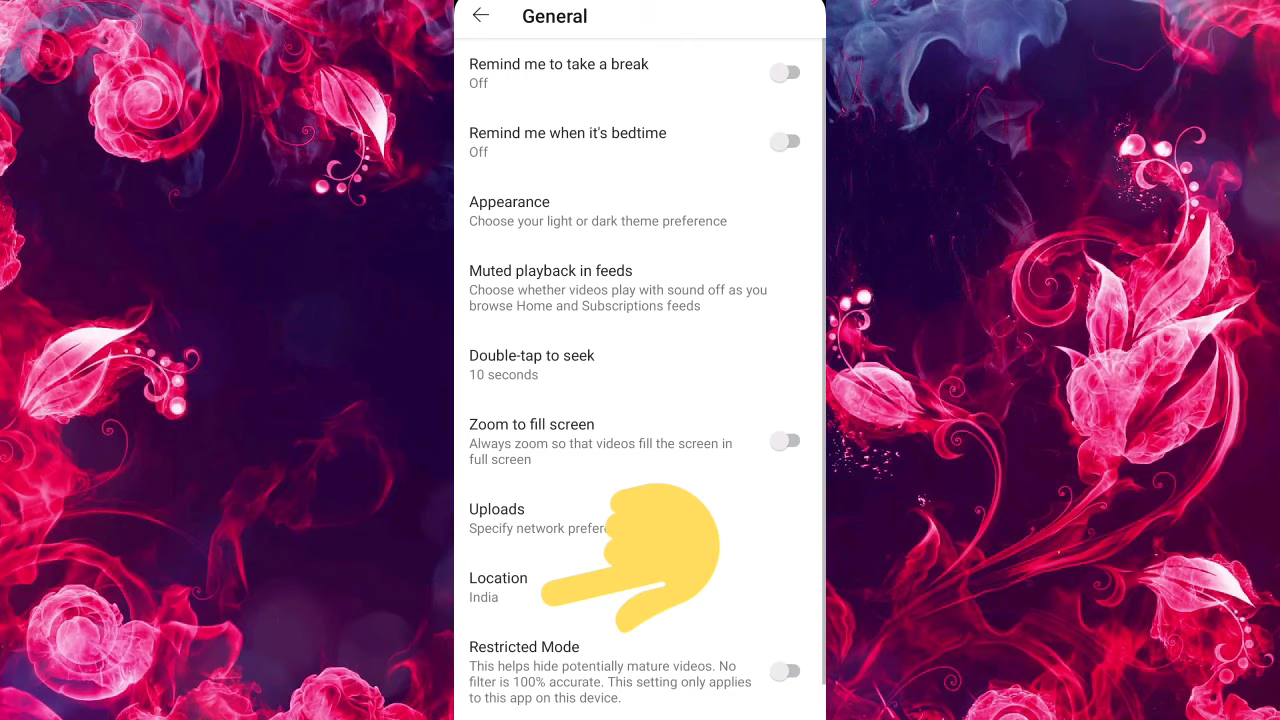 General
Remind me to take a break
Off
Remind me when it's bedtime
Off
Appearance
Choose your light or dark theme preference
Muted playback in feeds
Choose whether videos play with sound off as you
browse Home and Subscriptions feeds
Double-tap to seek
10 seconds
Zoom to fill screen
Always zoom so that videos fill the screen in
full screen
Uploads
Specify network
Location
India
Restricted Mode
This helps hide potentially mature videos. No
filter is 100% accurate. This setting only applies
to this app on this device.